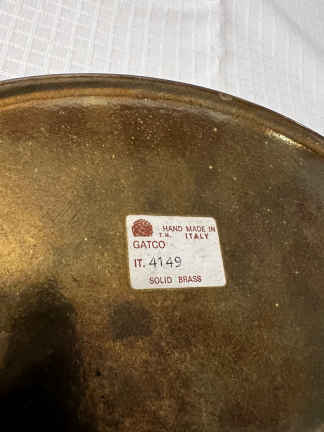 HAND MADE IN
T.M. ITALY
GATCO
IT. 4149
SOLID BRASS